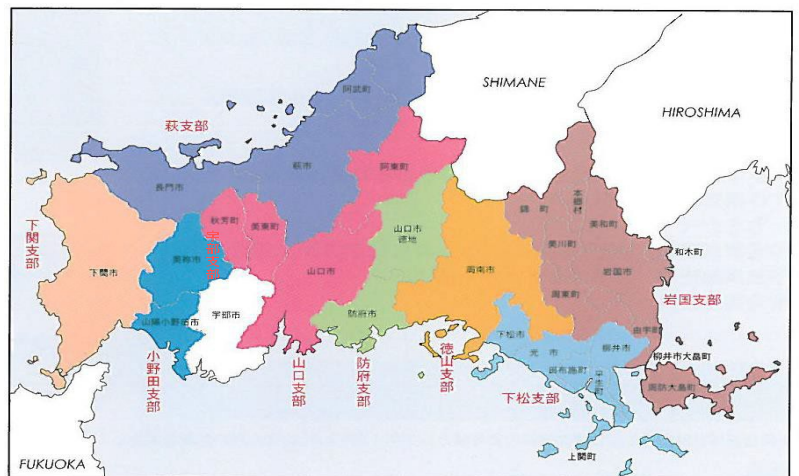 SHIMANE
HIROSHIMA
FUKUOKA
阿武町
萩支部
萩市
阿東町
長門市
秋芳町
美東町
下関支部
下関市
美祢市
山陽小野田市
宇部市
山口市
山口市
徳地
防府市
周南市
錦 町
本郷村
美和町
美川町
岩国市
周東町
由宇町
和木町
岩国支部
下松市
光 市
田布施町
平生町
柳井市
柳井市大畠町
周防大島町
上関町
小野田支部
山口支部
防府支部
徳山支部
下松支部